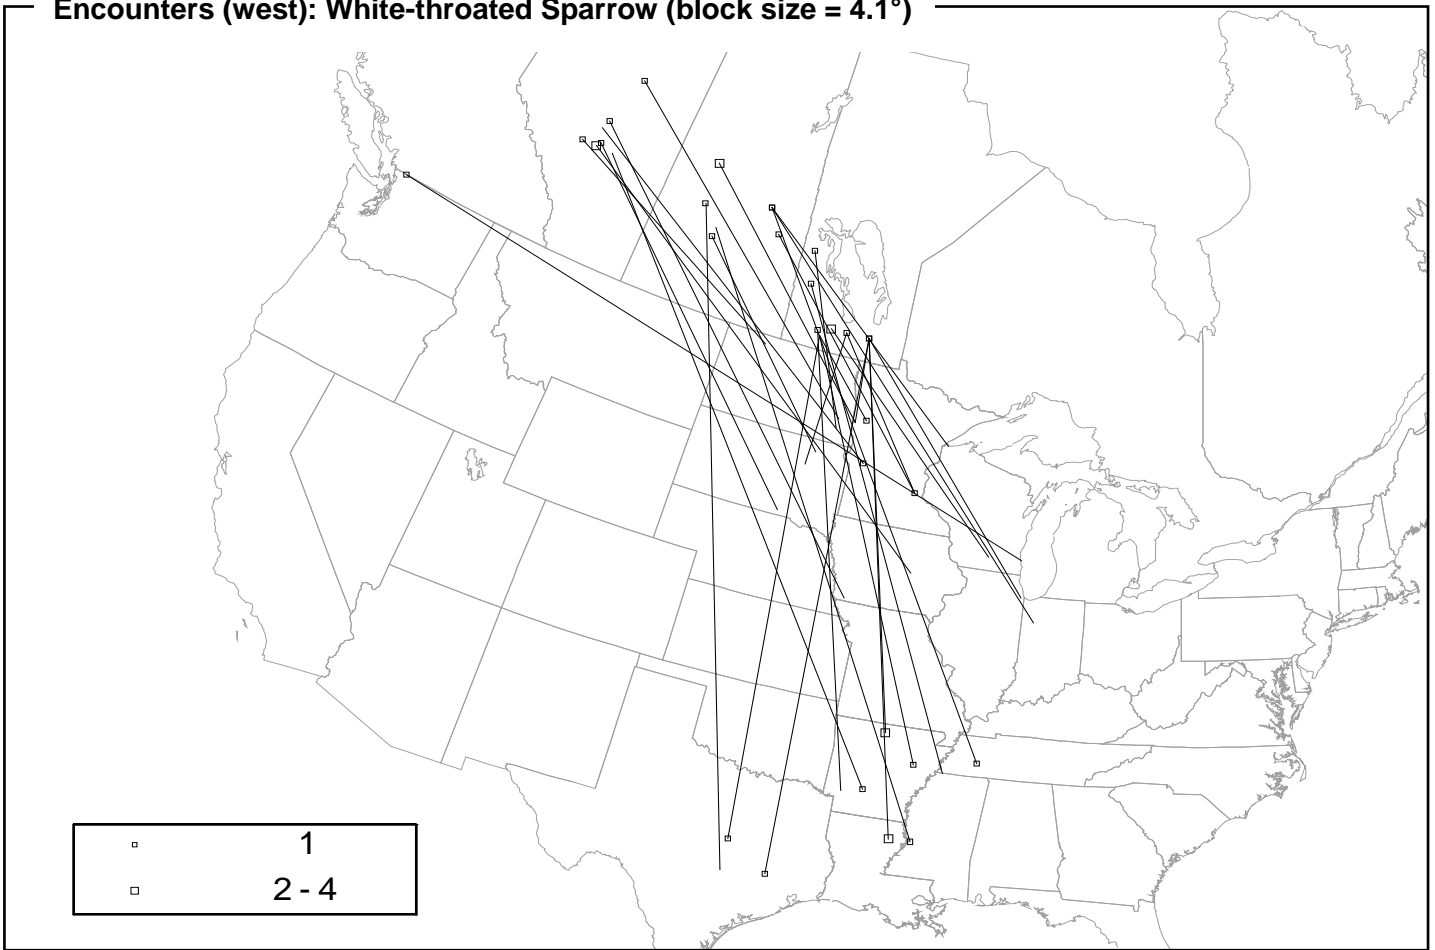 Encounters (west): White-throated Sparrow (block size = 4.1°)
1
2 - 4